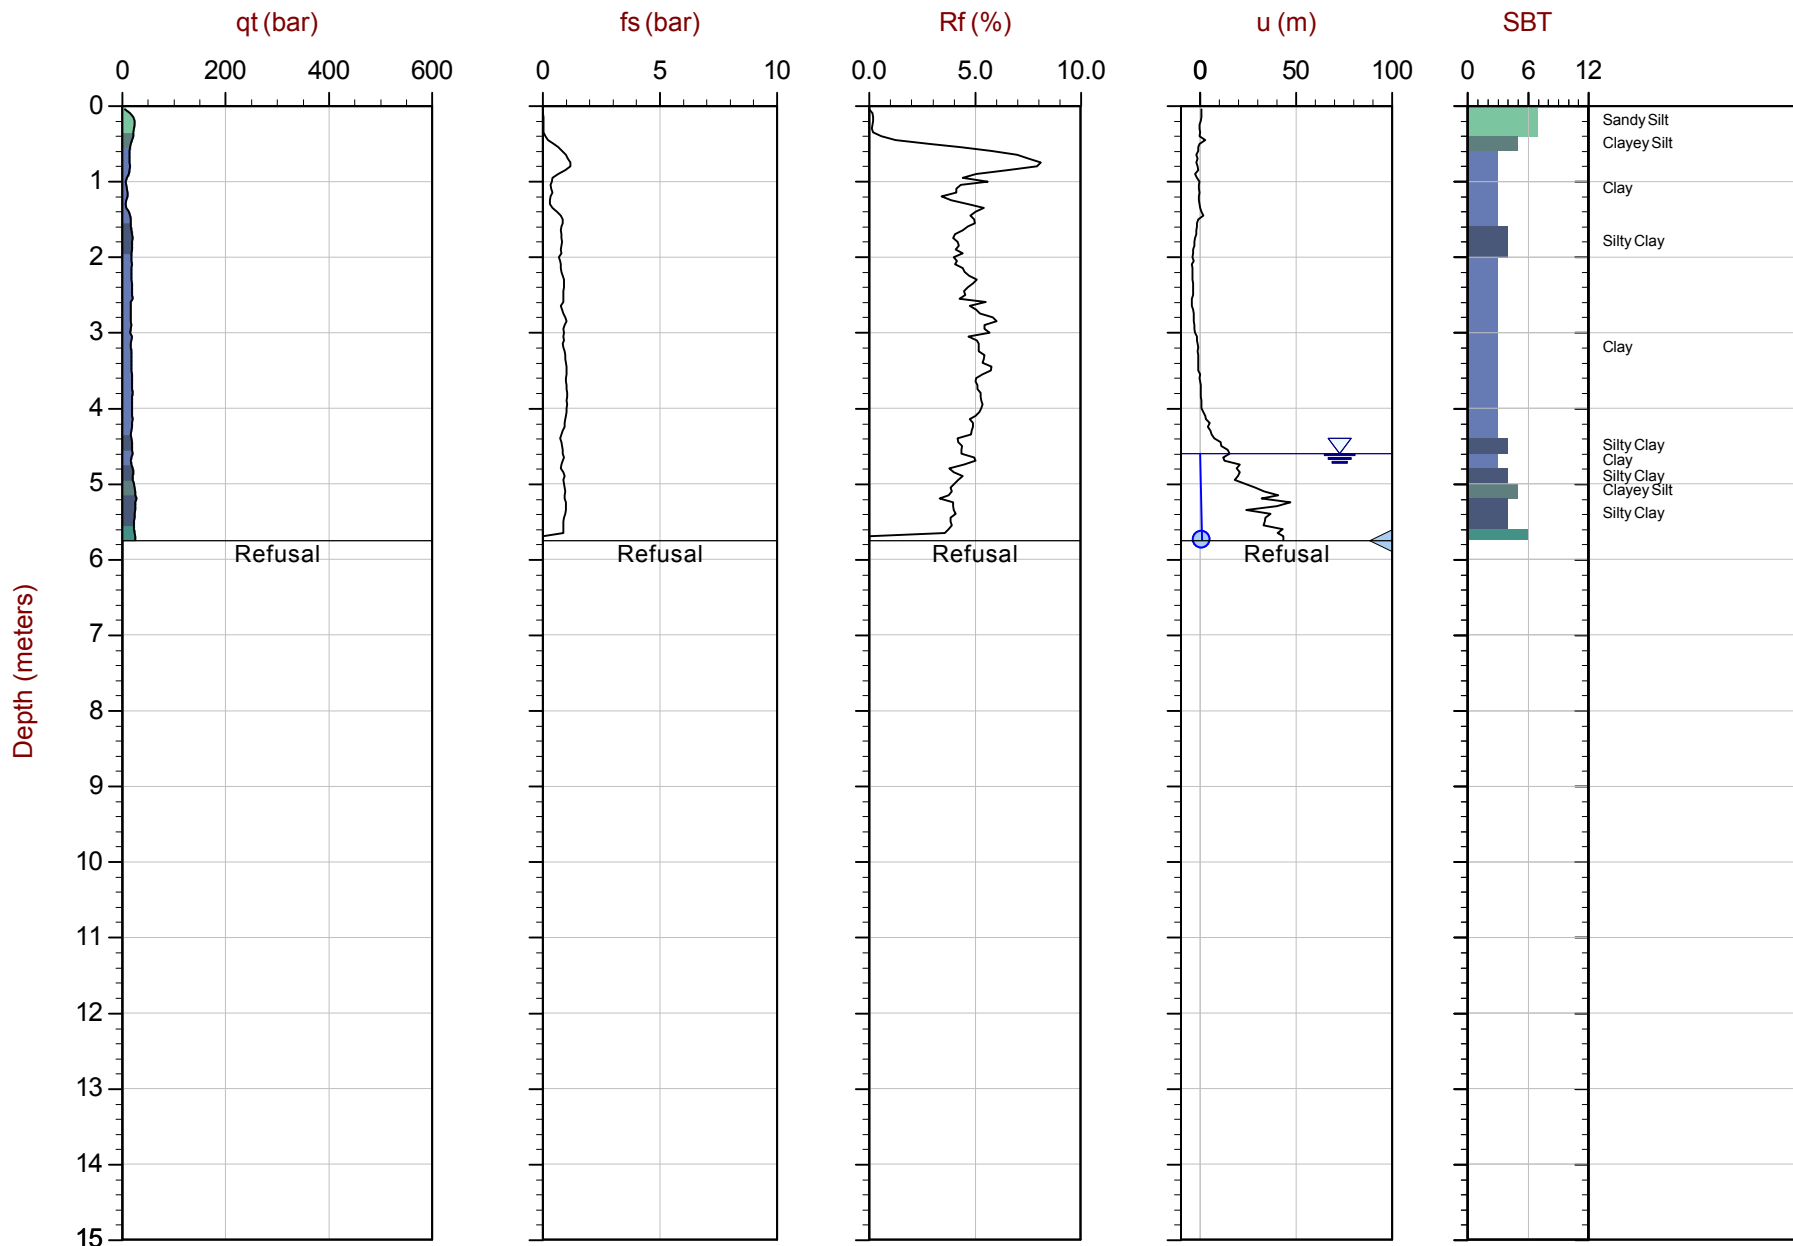 qt (bar)
fs (bar)
Rf (%)
u (m)
SBT
0 200 400 600
0 5 10
0.0 5.0 10.0
0 50 100
0 6 12
Depth (meters)
0
1
2
3
4
5
6
7
8
9
10
11
12
13
14
15
Sandy Silt
Clayey Silt
Clay
Silty Clay
Clay
Silty Clay
Clay
Silty Clay
Clayey Silt
Silty Clay
Refusal
Refusal
Refusal
Refusal